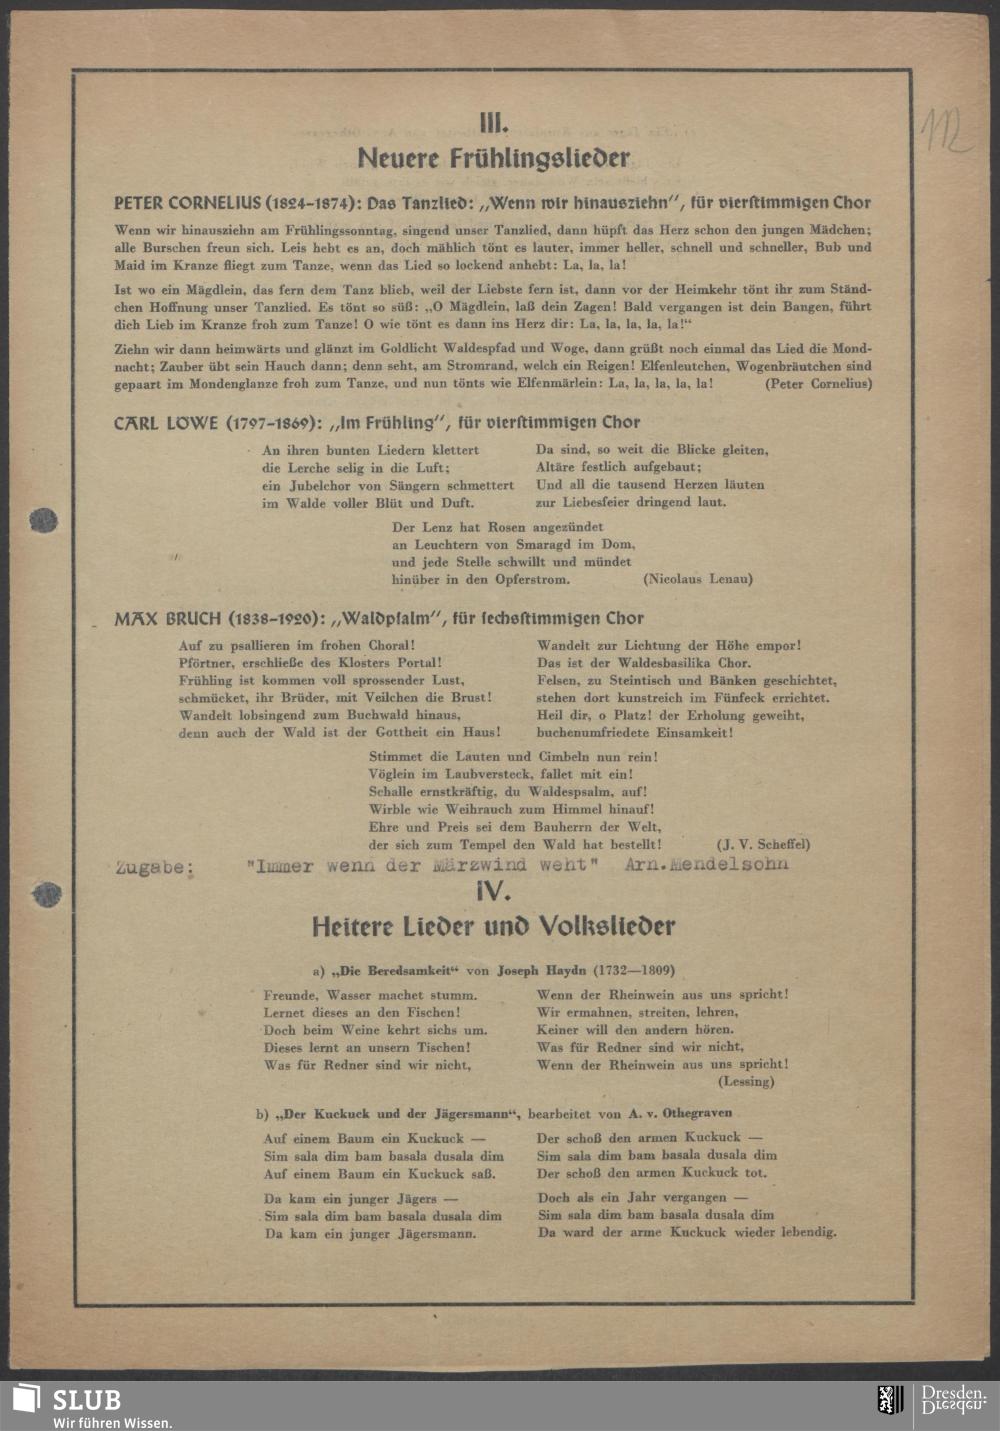 112
III.
Neuere Frühlingslieder
PETER CORNELIUS (1824-1874): Das Tanzlied: „Wenn wir hinausziehn", für vierstimmigen Chor
Wenn wir hinausziehn am Frühlingssonntag, singend unser Tanzlied, dann hüpft das Herz schon den jungen Mädchen;
alle Burschen freun sich. Leis hebt es an, doch mählich tönt es lauter, immer heller, schnell und schneller, Bub und
Maid im Kranze fliegt zum Tanze, wenn das Lied so lockend anhebt: La, la, la!
Ist wo ein Mägdlein, das fern dem Tanz blieb, weil der Liebste fern ist, dann vor der Heimkehr tönt ihr zum Ständ-
chen Hoffnung unser Tanzlied. Es tönt so süß: „O Mägdlein, laß dein Zagen! Bald vergangen ist dein Bangen, führt
dich Lieb im Kranze froh zum Tanze! O wie tönt es dann ins Herz dir: La, la, la, la, la!“
Ziehn wir dann heimwärts und glänzt im Goldlicht Waldespfad und Woge, dann grüßt noch einmal das Lied die Mond-
nacht; Zauber übt sein Hauch dann; denn seht, am Stromrand, welch ein Reigen! Elfenleutchen, Wogenbräutchen sind
gepaart im Mondenglanze froh zum Tanze, und nun tönts wie Elfenmärlein: La, la, la, la, la! (Peter Cornelius)
CARL LÖWE (1797-1869): „Im Frühling", für vierstimmigen Chor
An ihren bunten Liedern klettert
die Lerche selig in die Luft;
ein Jubelchor von Sängern schmettert
im Walde voller Blüt und Duft.
Da sind, so weit die Blicke gleiten,
Altäre festlich aufgebaut;
Und all die tausend Herzen läuten
zur Liebesfeier dringend laut.
Der Lenz hat Rosen angezündet
an Leuchtern von Smaragd im Dom,
und jede Stelle schwillt und mündet
hinüber in den Opferstrom. (Nicolaus Lenau)
MAX BRUCH (1838-1920): „Waldpsalm", für sechsstimmigen Chor
Auf zu psallieren im frohen Choral!
Pförtner, erschließe des Klosters Portal!
Frühling ist kommen voll sprossender Lust,
schmücket, ihr Brüder, mit Veilchen die Brust!
Wandelt lobsingend zum Buchwald hinaus,
denn auch der Wald ist der Gottheit ein Haus!
Wandelt zur Lichtung der Höhe empor!
Das ist der Waldesbasilika Chor.
Felsen, zu Steintisch und Bänken geschichtet,
stehen dort kunstreich im Fünfeck errichtet.
Heil dir, o Platz! der Erholung geweiht,
buchenumfriedete Einsamkeit!
Stimmet die Lauten und Cimbeln nun rein!
Vöglein im Laubversteck, fallet mit ein!
Schalle ernstkräftig, du Waldespsalm, auf!
Wirble wie Weihrauch zum Himmel hinauf!
Ehre und Preis sei dem Bauherrn der Welt,
der sich zum Tempel den Wald hat bestellt! (J. V. Scheffel)
Zugabe: "Immer wenn der Märzwind weht" Arn.Mendelsohn
IV.
Heitere Lieder und Volkslieder
a) „Die Beredsamkeit“ von Joseph Haydn (1732—1809)
Freunde, Wasser machet stumm.
Lernet dieses an den Fischen!
Doch beim Weine kehrt sichs um.
Dieses lernt an unsern Tischen!
Was für Redner sind wir nicht,
Wenn der Rheinwein aus uns spricht!
Wir ermahnen, streiten, lehren,
Keiner will den andern hören.
Was für Redner sind wir nicht,
Wenn der Rheinwein aus uns spricht!
(Lessing)
b) „Der Kuckuck und der Jägersmann“, bearbeitet von A. v. Othegraven
Auf einem Baum ein Kuckuck —
Sim sala dim bam basala dusala dim
Auf einem Baum ein Kuckuck saß.
Da kam ein junger Jägers —
Sim sala dim bam basala dusala dim
Da kam ein junger Jägersmann.
Der schoß den armen Kuckuck —
Sim sala dim bam basala dusala dim
Der schoß den armen Kuckuck tot.
Doch als ein Jahr vergangen —
Sim sala dim bam basala dusala dim
Da ward der arme Kuckuck wieder lebendig.
SLUB
Wir führen Wissen.
Dresden.
Dresden.